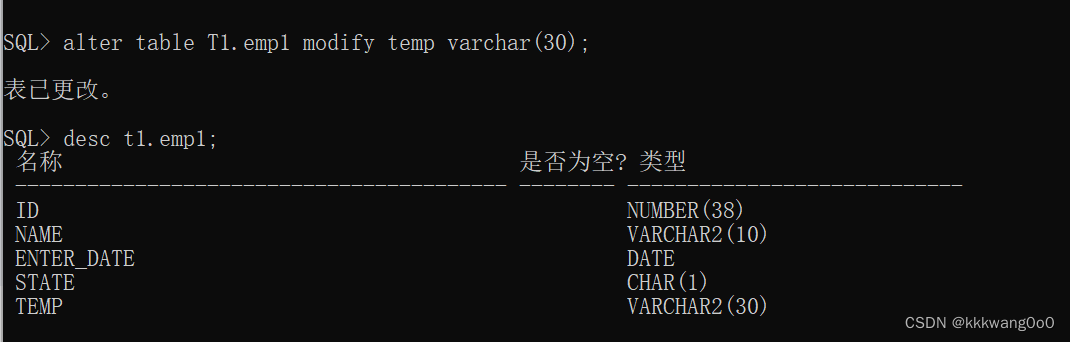 SQL> alter table T1.emp1 modify temp varchar(30);
表已更改。
SQL> desc t1.emp1;
名称 是否为空? 类型
----------------------------------------- -------- ----------------------------
ID NUMBER(38)
NAME VARCHAR2(10)
ENTER_DATE DATE
STATE CHAR(1)
TEMP VARCHAR2(30)
CSDN @kkkwang0o0